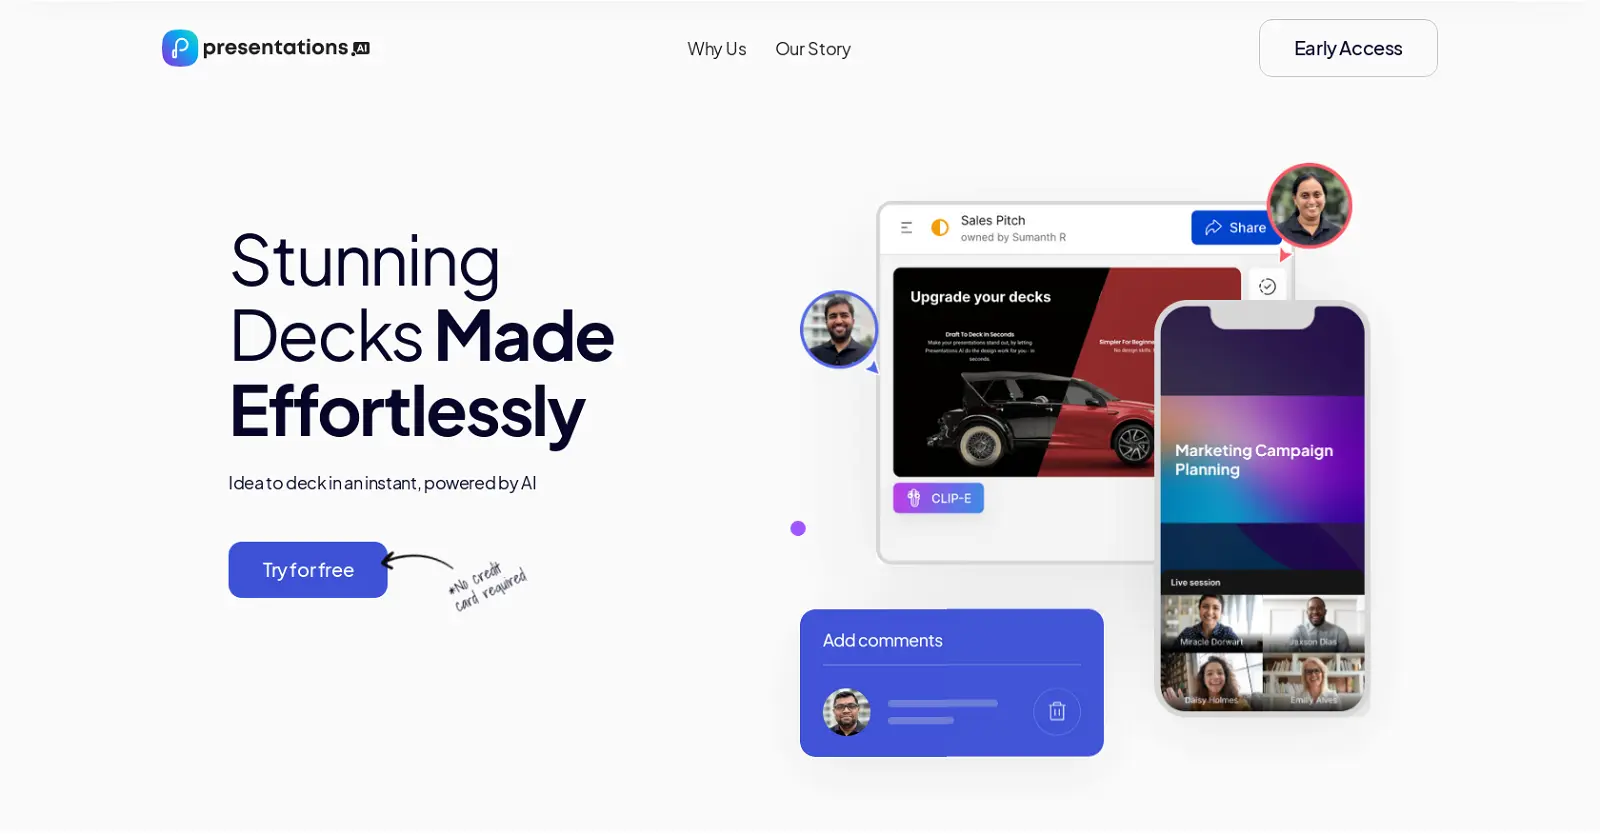 presentations.AI
Why Us
Our Story
Early Access
Stunning
Decks Made
Effortlessly
Idea to deck in an instant, powered by AI
Try for free
*No credit
card required
Sales Pitch
owned by Sumanth R
Share
Upgrade your decks
Draft To Deck In Seconds
Make your presentations stand out, by letting
Presentations AI do the design work for you - in
seconds.
Simpler For Beginne
No design skills.
CLIP-E
Marketing Campaign
Planning
Live session
Miracle Dorwart
Jaxson Dias
Daisy Holmes
Emily Alves
Add comments